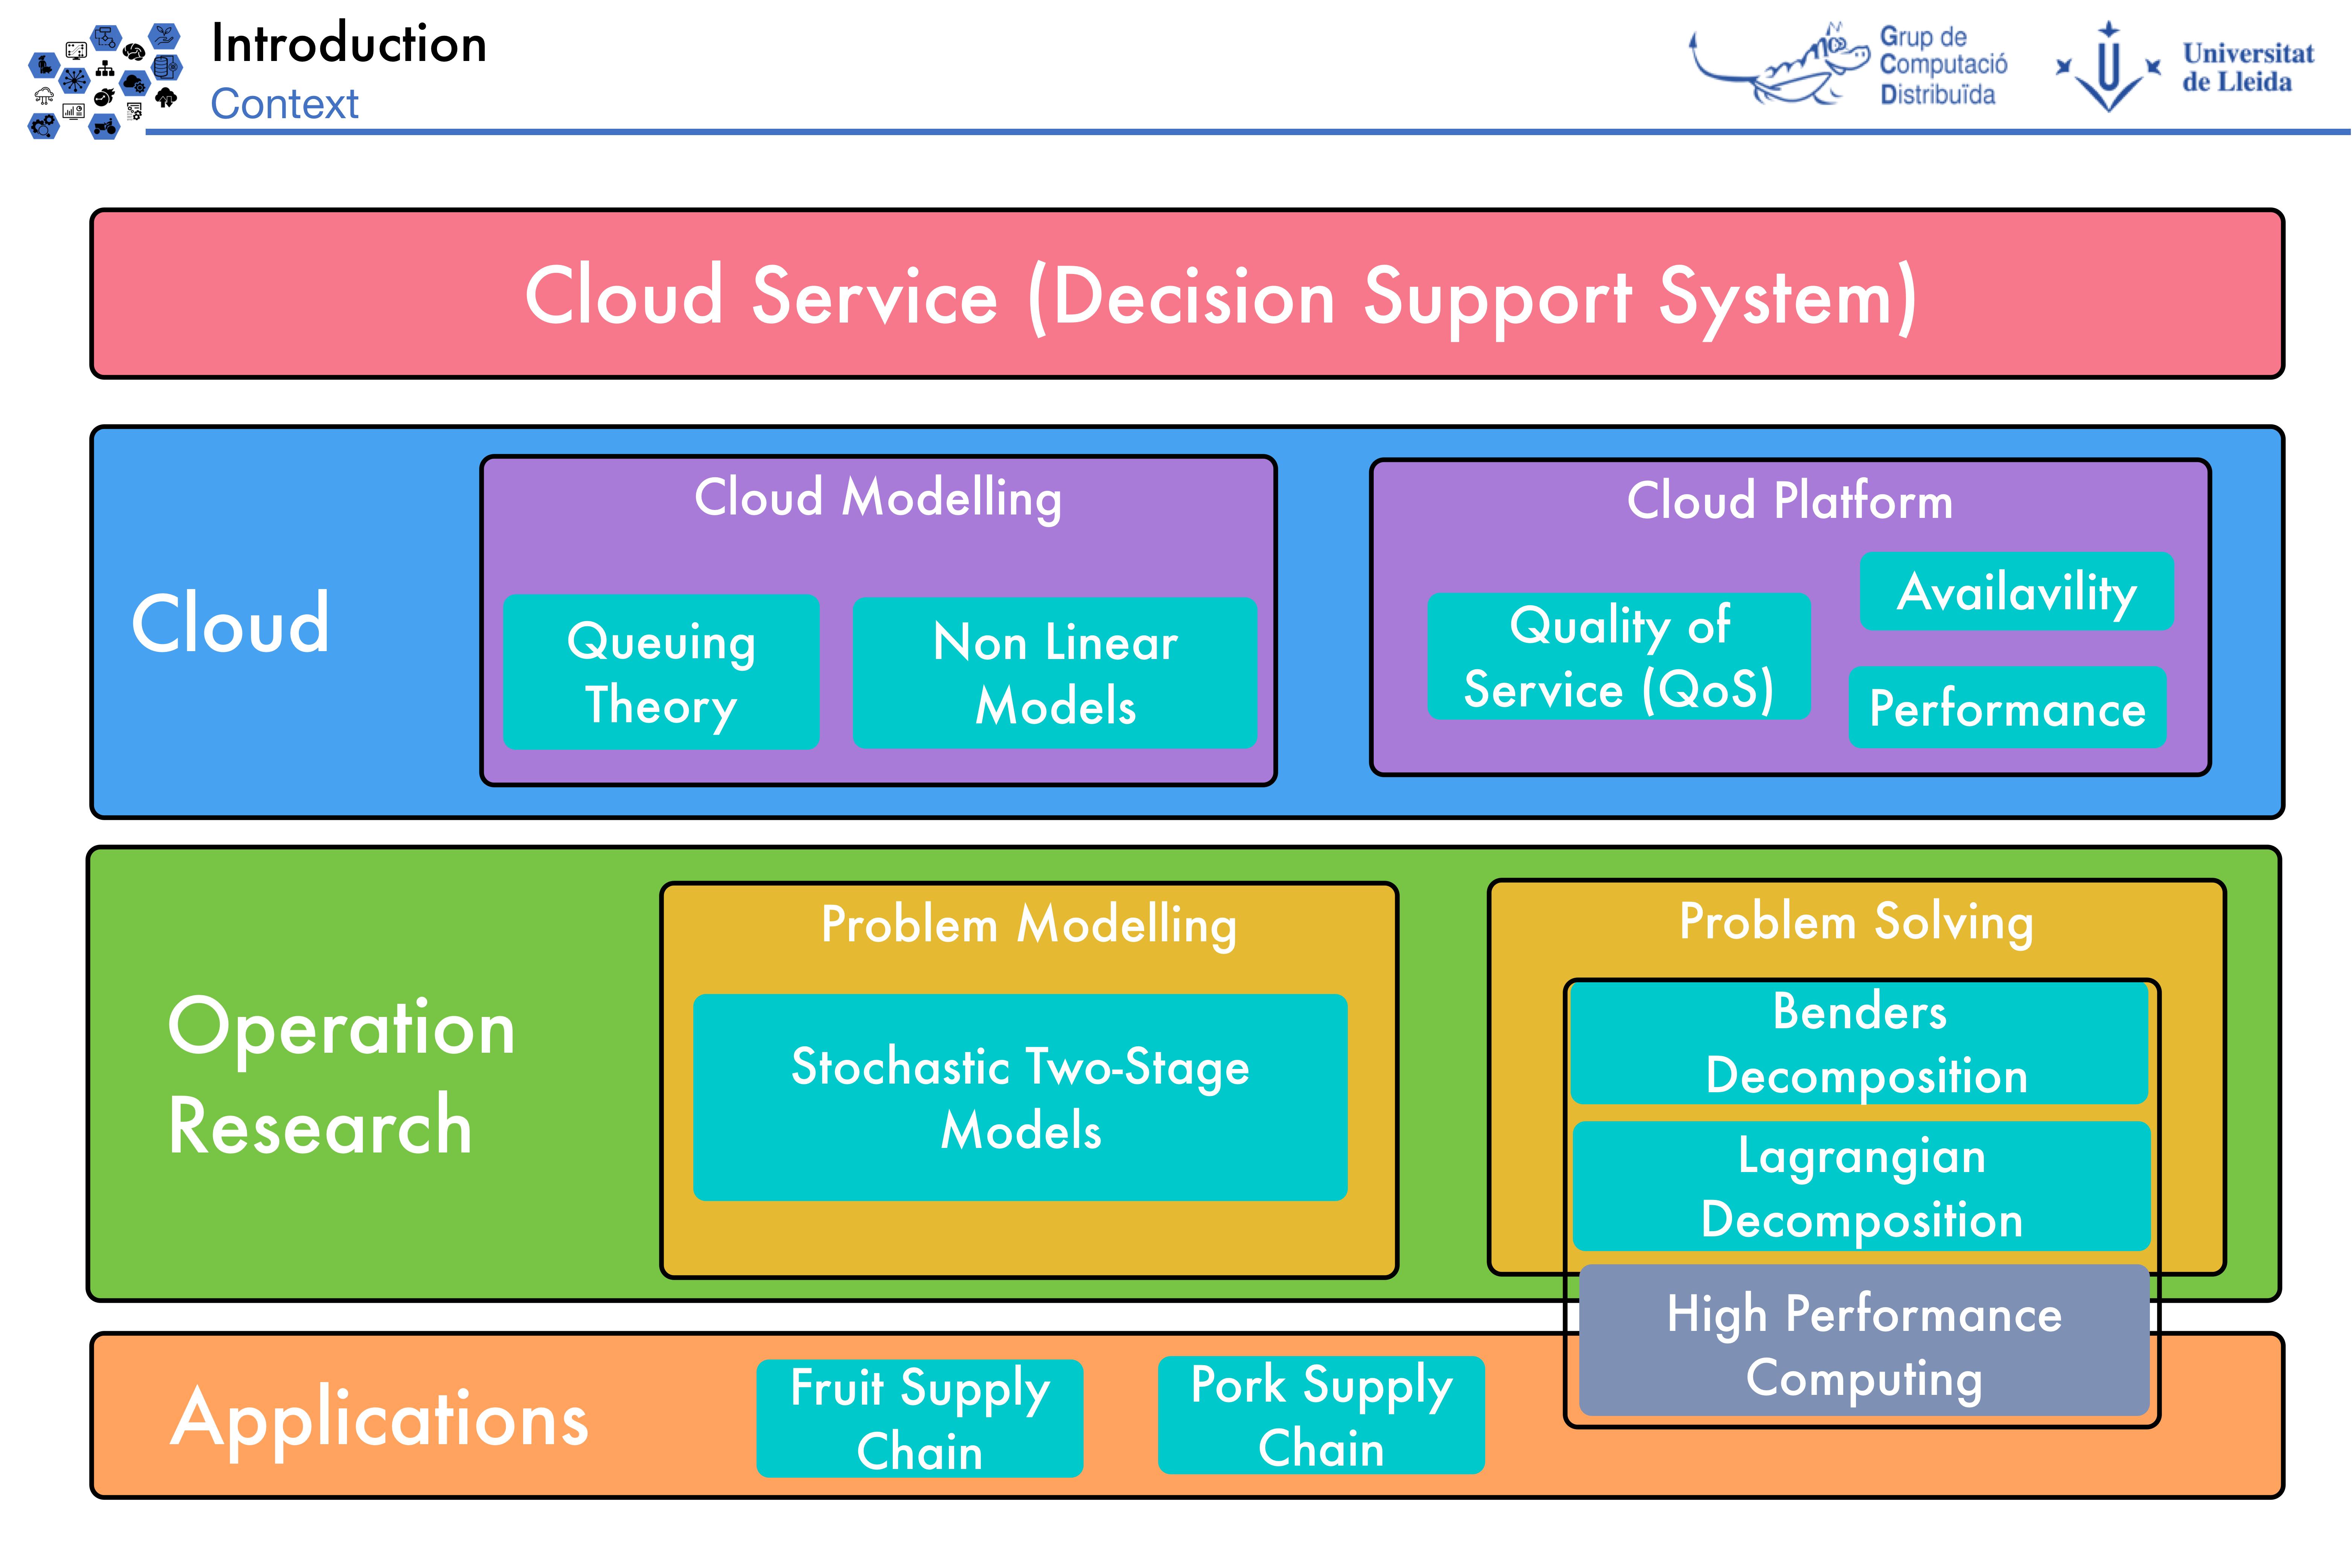 Introduction
Context
Grup de
Computació
Distribuïda
Universitat
de Lleida
Cloud Service (Decision Support System)
Cloud
Cloud Modelling
Queuing
Theory
Non Linear
Models
Cloud Platform
Quality of
Service (QoS)
Availavility
Performance
Operation
Research
Problem Modelling
Stochastic Two-Stage
Models
Problem Solving
Benders
Decomposition
Lagrangian
Decomposition
High Performance
Computing
Applications
Fruit Supply
Chain
Pork Supply
Chain